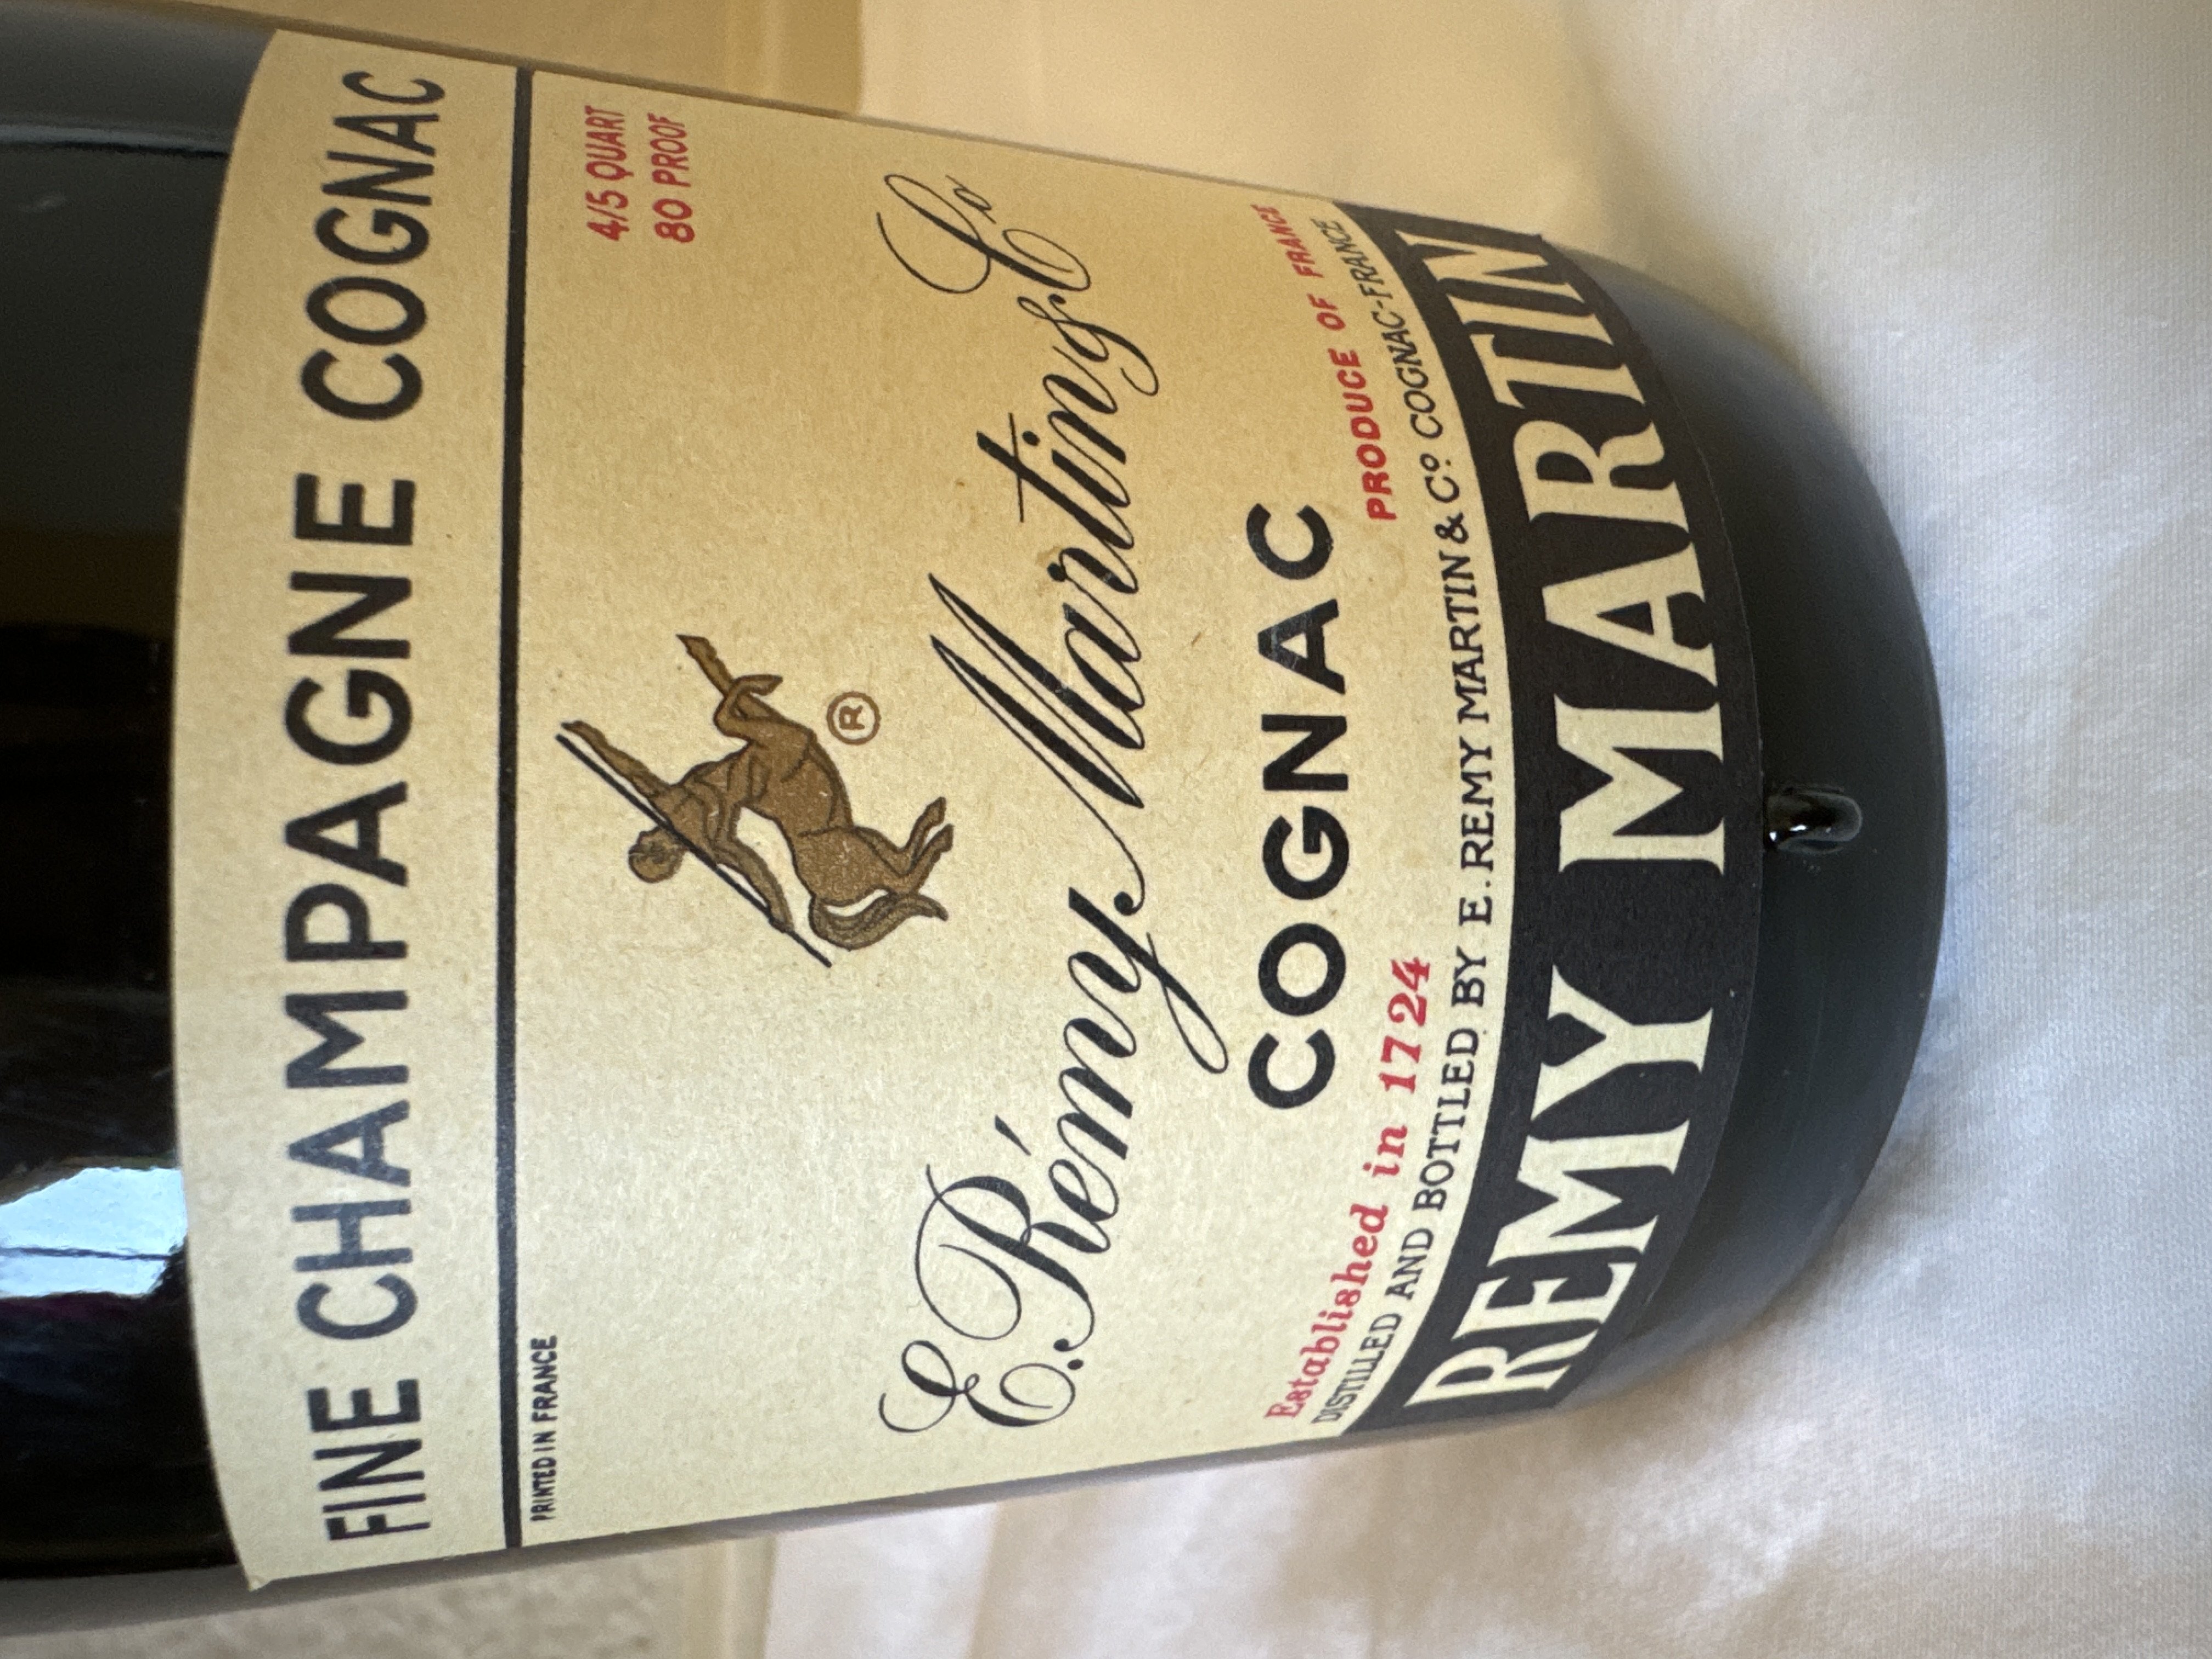 FINE CHAMPAGNE COGNAC
PRINTED IN FRANCE
4/5 QUART
80 PROOF
®
E. Rémy Martin & Co
COGNAC
Established in 1724
PRODUCE OF FRANCE
DISTILLED AND BOTTLED BY E. REMY MARTIN & Cº COGNAC-FRANCE
REMY MARTIN